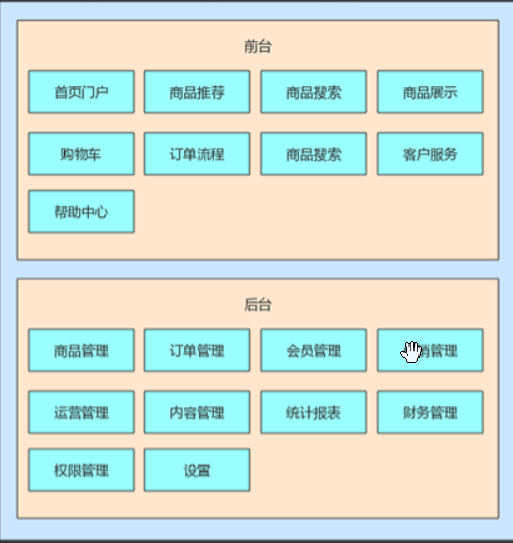 前台
首页门户 商品推荐 商品搜索 商品展示
购物车 订单流程 商品搜索 客户服务
帮助中心
后台
商品管理 订单管理 会员管理 销管理
运营管理 内容管理 统计报表 财务管理
权限管理 设置